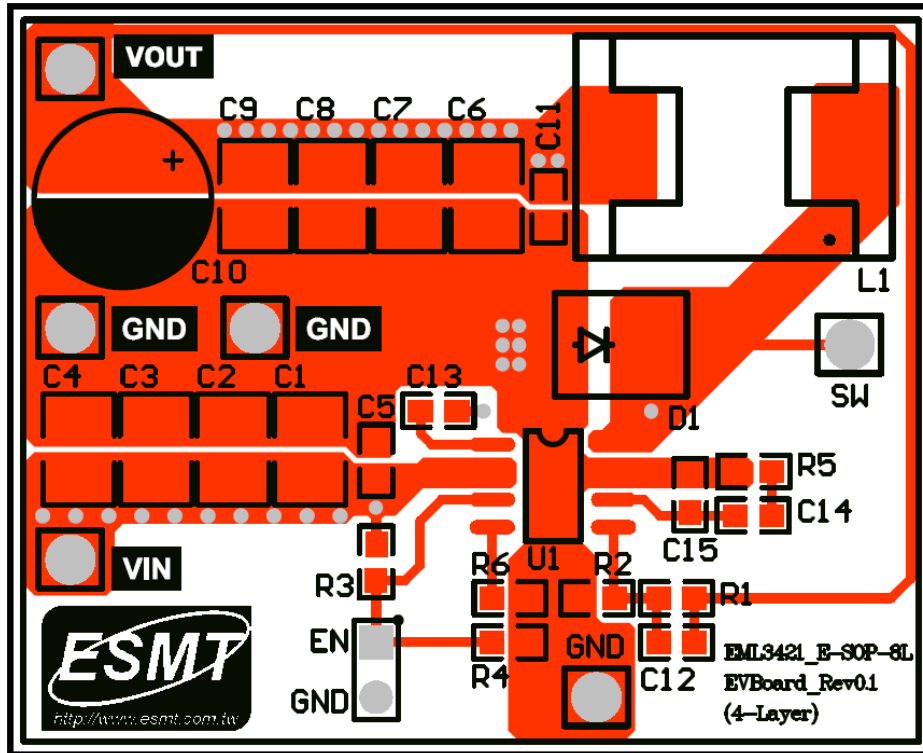 VOUT
C9 C8 C7 C6 C11
+
C10
L1
GND GND
SW
C4 C3 C2 C1 C13
C5 D1
R5
C14
C15
VIN
R3 R6 U1 R2
R1
EN R4 GND C12
GND
ESMT
http://www.esmt.com.tw
EML3421_E-SOP-8L
EVBoard_Rev0.1
(4-Layer)